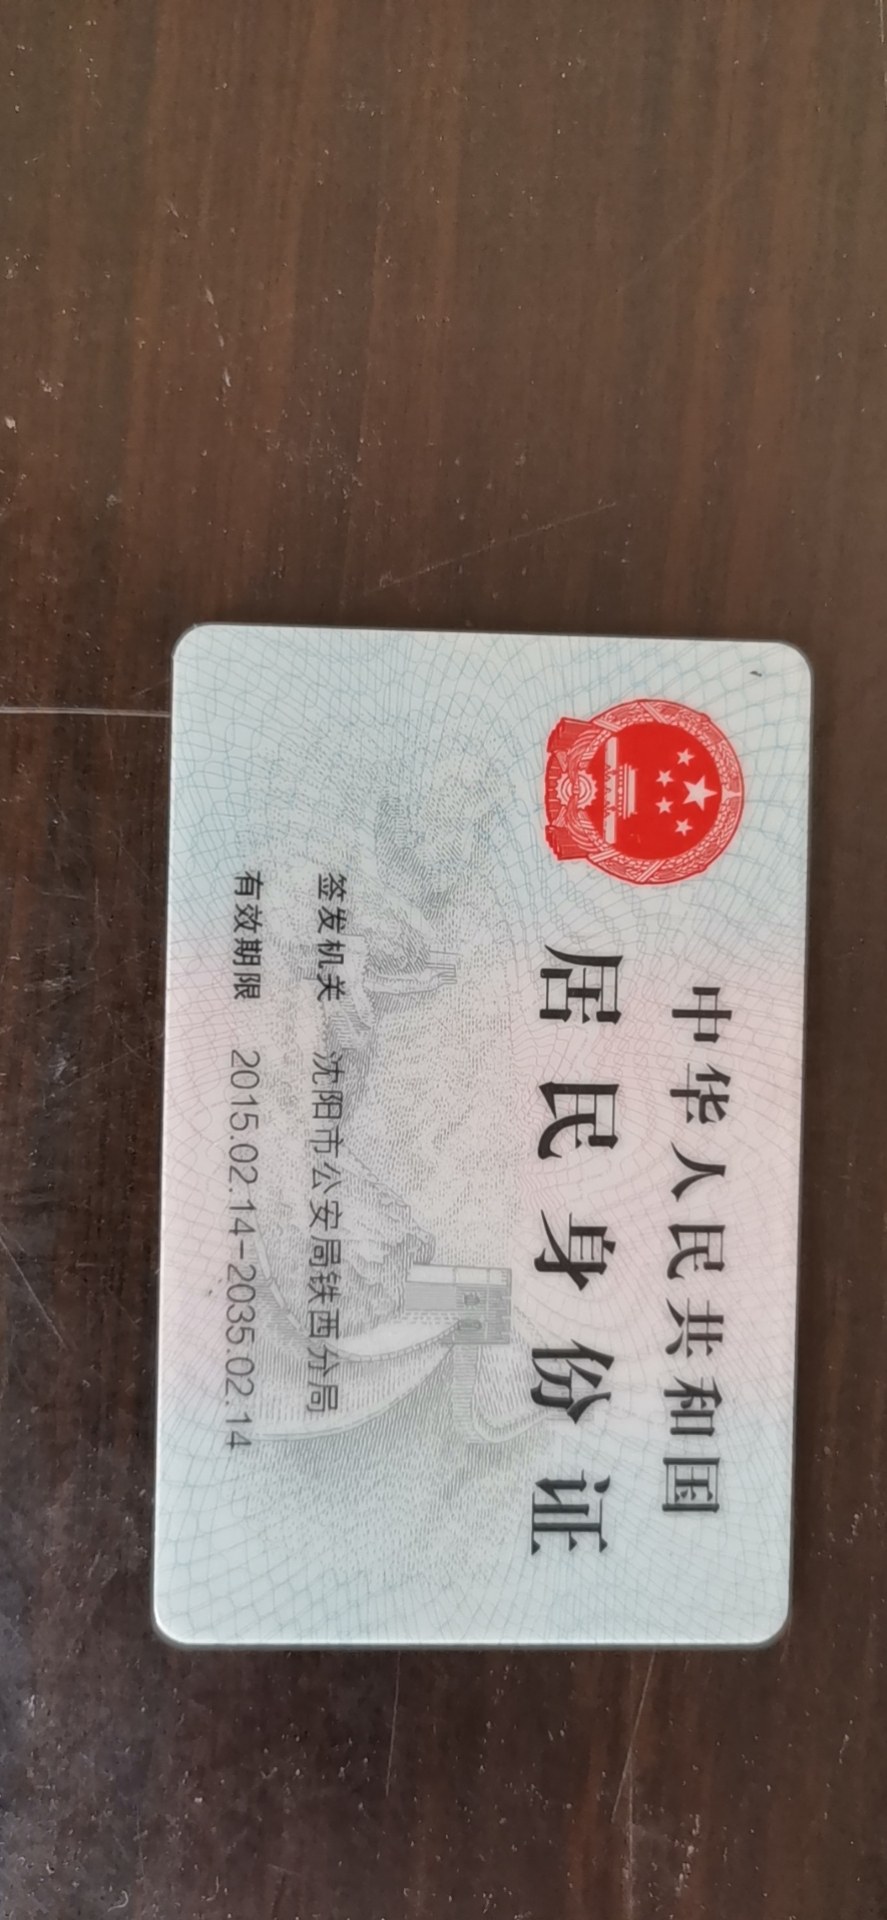 中华人民共和国
居民身份证
签发机关 沈阳市公安局铁西分局
有效期限 2015.02.14-2035.02.14